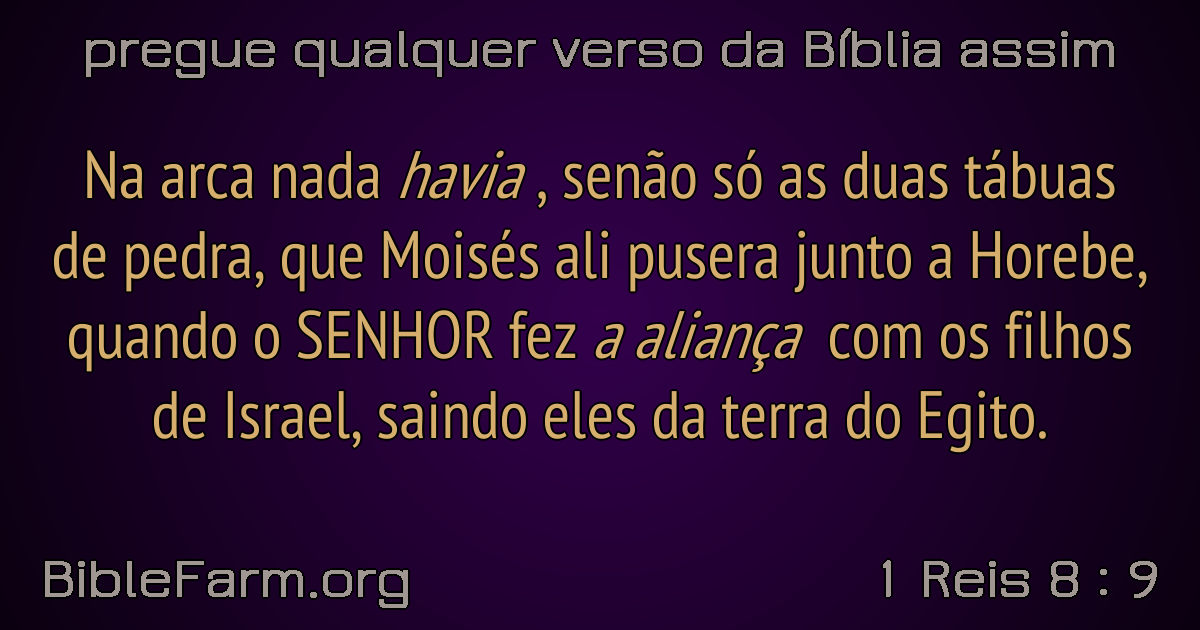 pregue qualquer verso da Bíblia assim
Na arca nada havia , senão só as duas tábuas
de pedra, que Moisés ali pusera junto a Horebe,
quando o SENHOR fez a aliança com os filhos
de Israel, saindo eles da terra do Egito.
BibleFarm.org
1 Reis 8 : 9